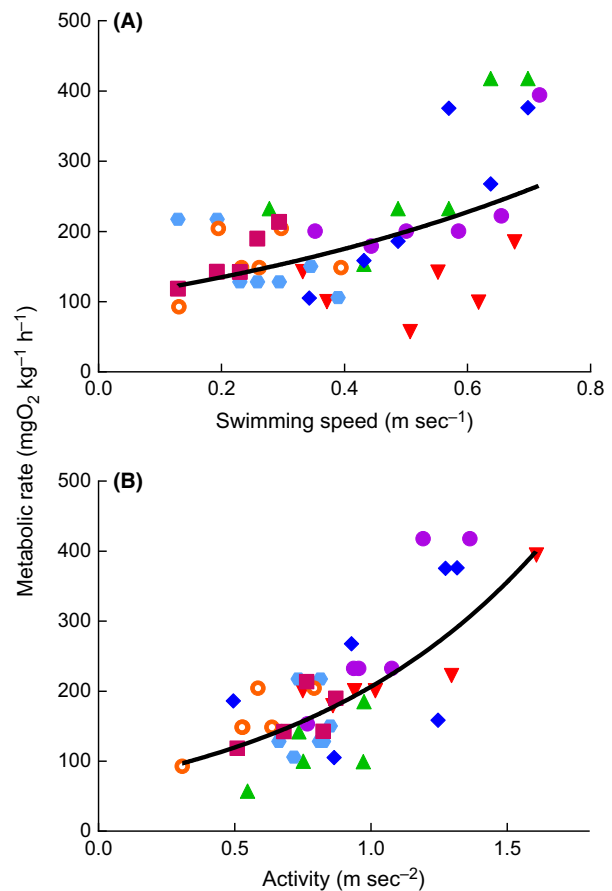 (A)
500
400
300
200
100
0
0.0 0.2 0.4 0.6 0.8
Swimming speed (m sec⁻¹)
Metabolic rate (mgO₂ kg⁻¹ h⁻¹)
(B)
500
400
300
200
100
0
0.0 0.5 1.0 1.5
Activity (m sec⁻²)